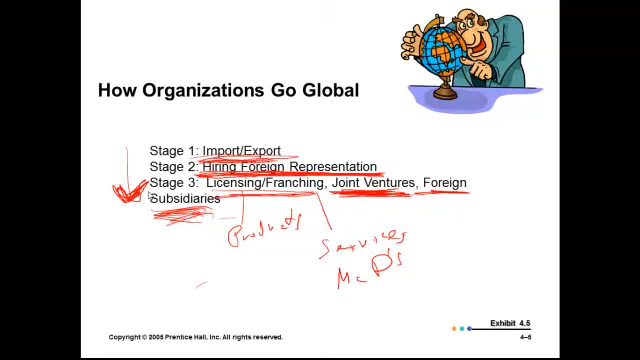 How Organizations Go Global
Stage 1: Import/Export
Stage 2: Hiring Foreign Representation
Stage 3: Licensing/Franching, Joint Ventures, Foreign
Subsidiaries
Products
Services
McD's
Exhibit 4.5
Copyright © 2005 Prentice Hall, Inc. All rights reserved.
4–5